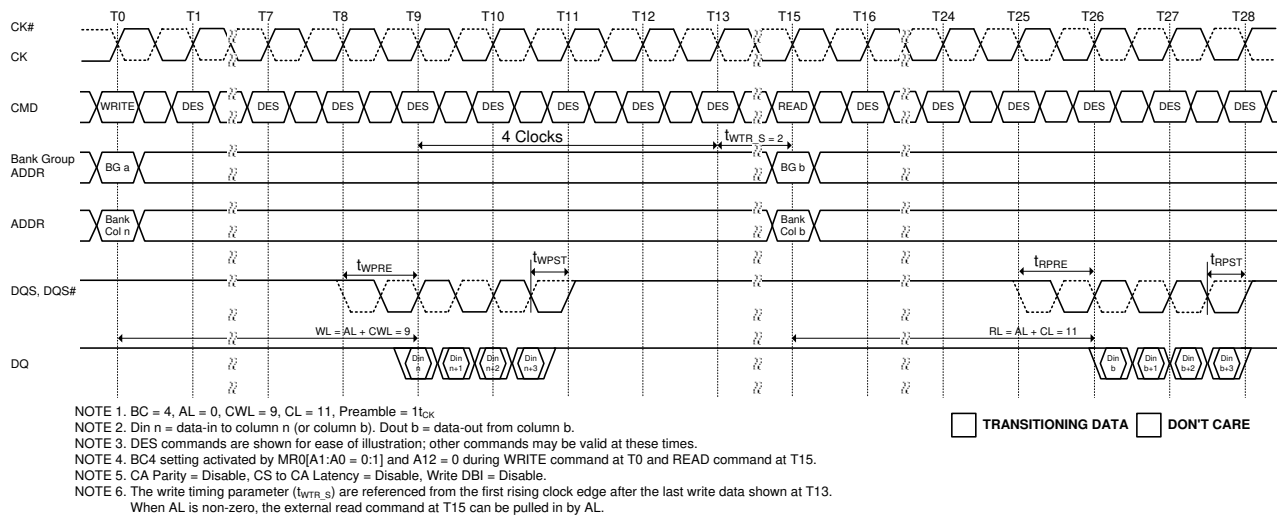 T0 T1 T7 T8 T9 T10 T11 T12 T13 T15 T16 T24 T25 T26 T27 T28
CK#
CK
CMD WRITE DES DES DES DES DES DES DES DES READ DES DES DES DES DES DES
4 Clocks tWTR_S = 2
Bank Group
ADDR
BG a BG b
ADDR
Bank
Col n
Bank
Col b
tWPRE tWPST tRPRE tRPST
DQS, DQS#
WL = AL + CWL = 9 RL = AL + CL = 11
DQ
Din
n
Din
n+1
Din
n+2
Din
n+3
Din
b
Din
b+1
Din
b+2
Din
b+3
NOTE 1. BC = 4, AL = 0, CWL = 9, CL = 11, Preamble = 1tCK
NOTE 2. Din n = data-in to column n (or column b). Dout b = data-out from column b.
NOTE 3. DES commands are shown for ease of illustration; other commands may be valid at these times.
NOTE 4. BC4 setting activated by MR0[A1:A0 = 0:1] and A12 = 0 during WRITE command at T0 and READ command at T15.
NOTE 5. CA Parity = Disable, CS to CA Latency = Disable, Write DBI = Disable.
NOTE 6. The write timing parameter (tWTR_S) are referenced from the first rising clock edge after the last write data shown at T13.
When AL is non-zero, the external read command at T15 can be pulled in by AL.
TRANSITIONING DATA DON'T CARE